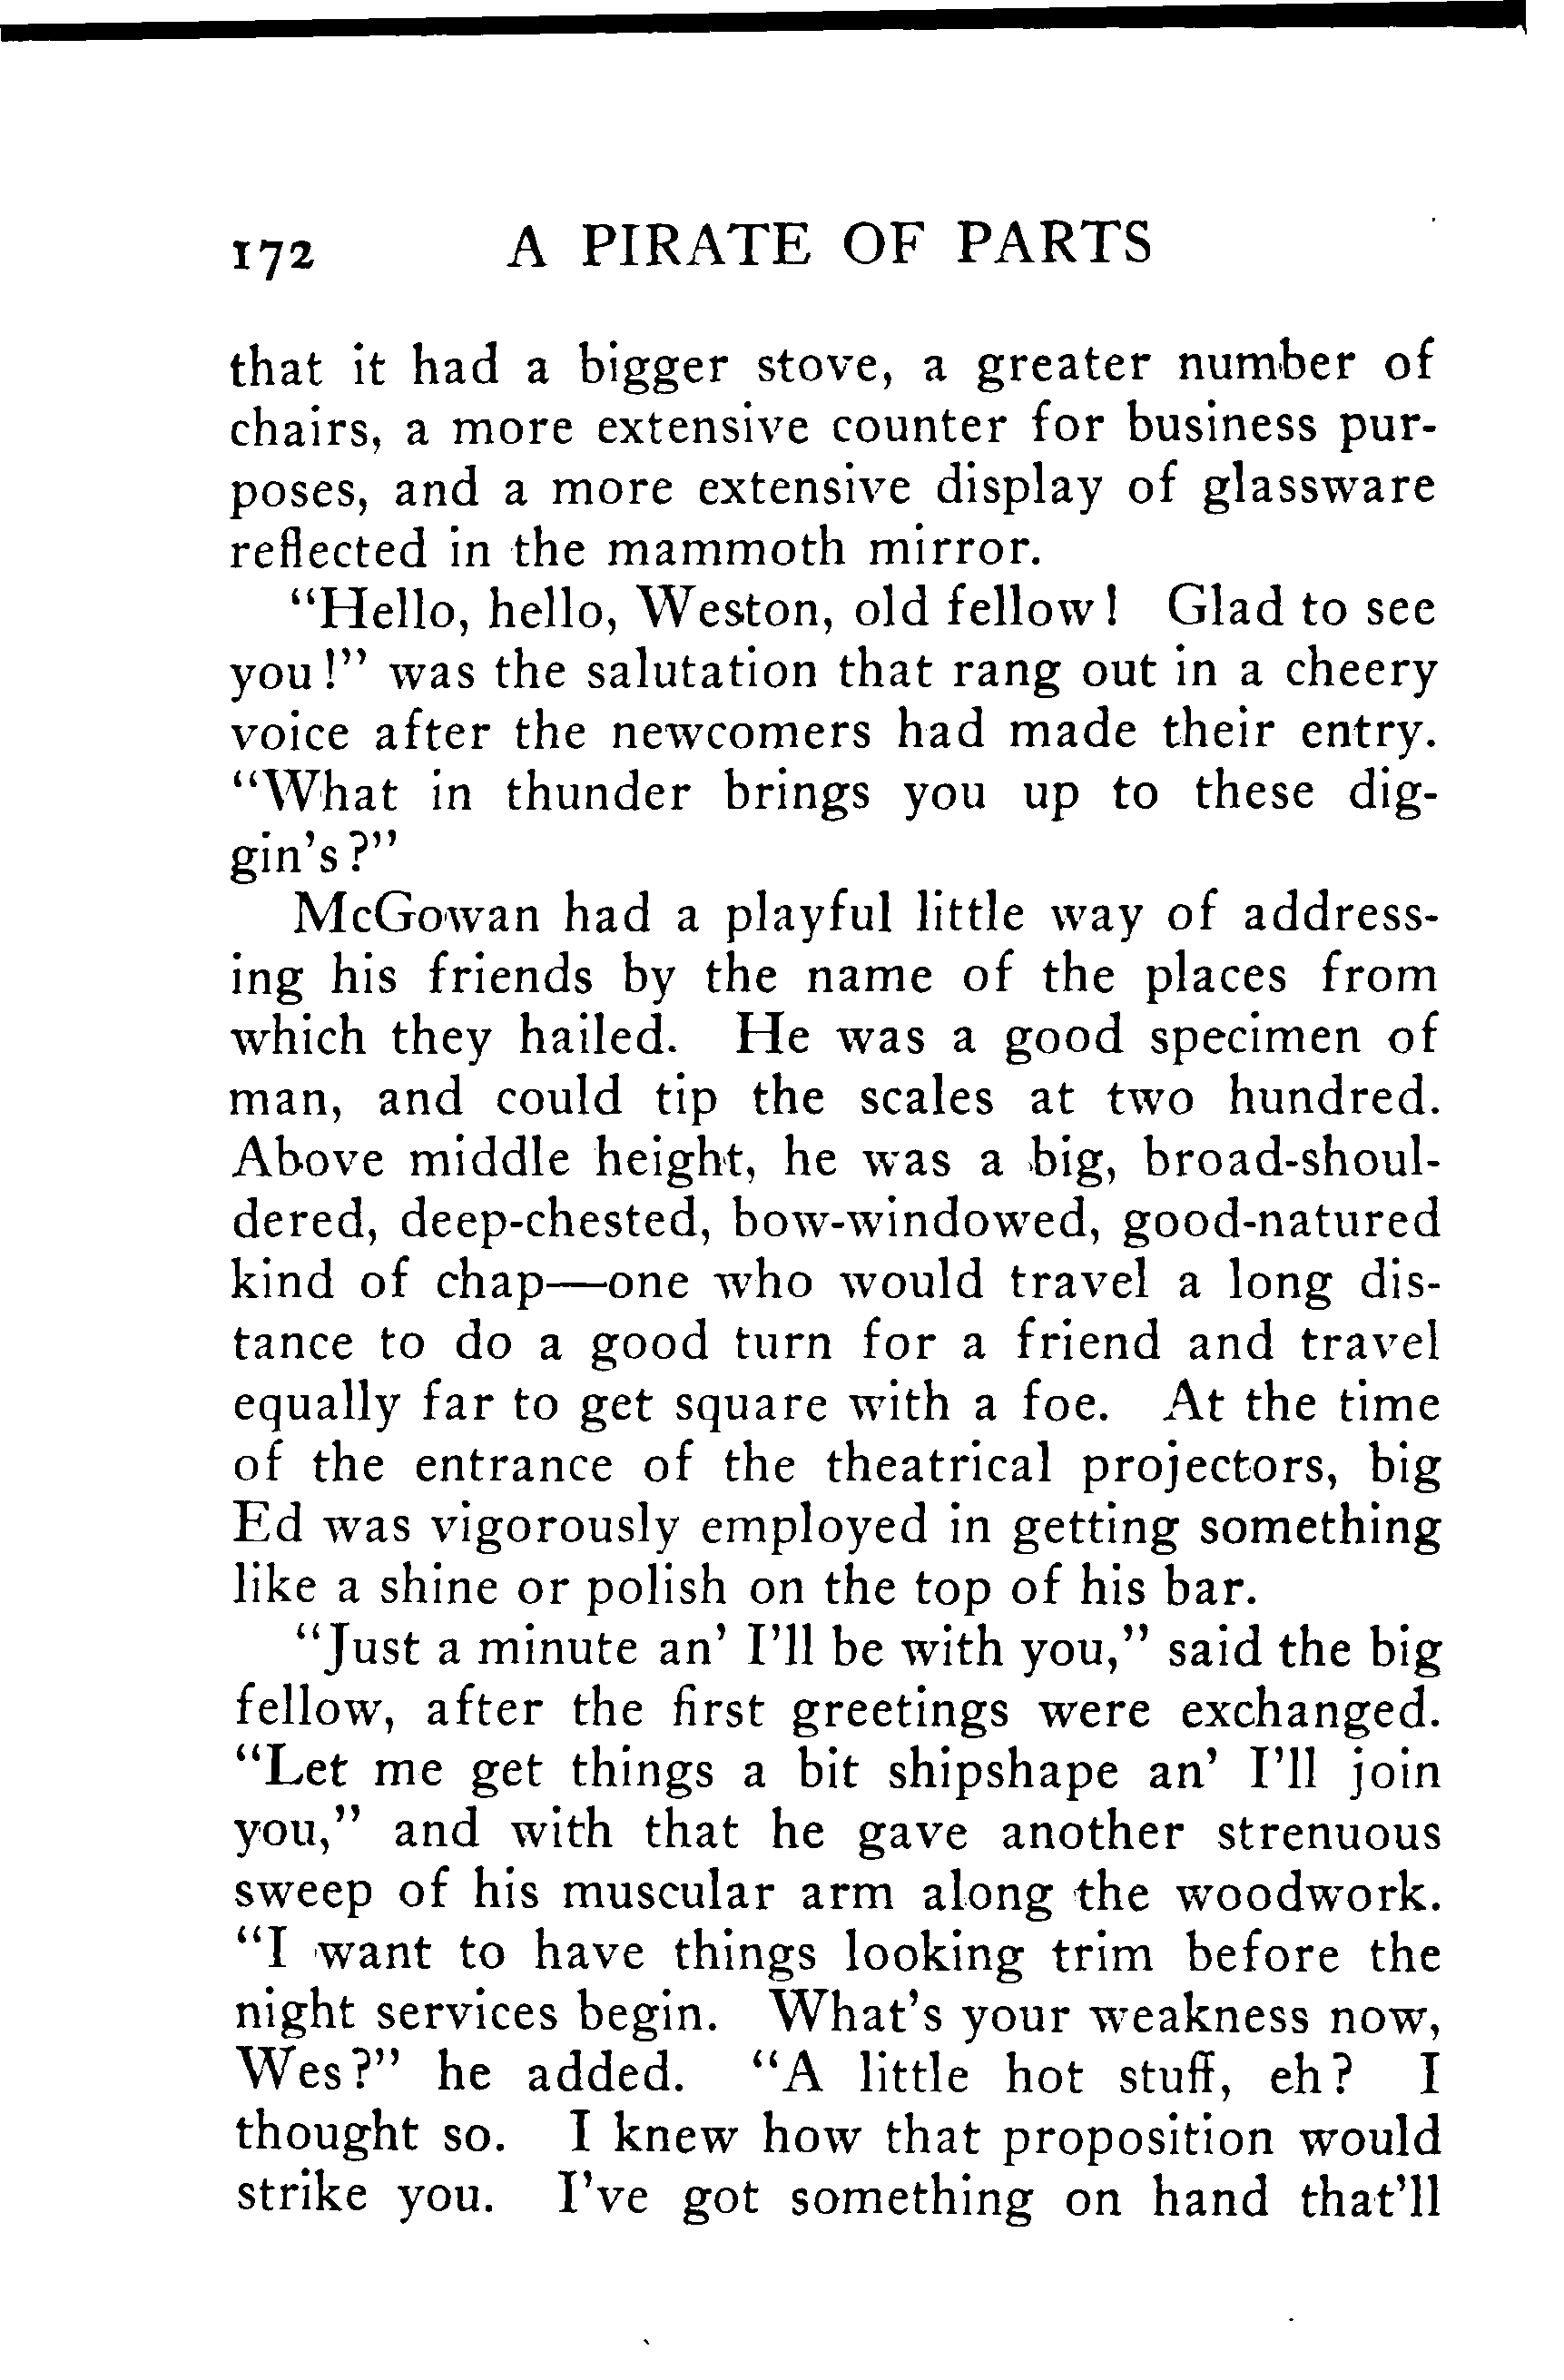 172 A PIRATE OF PARTS
that it had a bigger stove, a greater number of
chairs, a more extensive counter for business pur-
poses, and a more extensive display of glassware
reflected in the mammoth mirror.
"Hello, hello, Weston, old fellow! Glad to see
you!" was the salutation that rang out in a cheery
voice after the newcomers had made their entry.
"What in thunder brings you up to these dig-
gin's?"
McGowan had a playful little way of address-
ing his friends by the name of the places from
which they hailed. He was a good specimen of
man, and could tip the scales at two hundred.
Above middle height, he was a big, broad-shoul-
dered, deep-chested, bow-windowed, good-natured
kind of chap—one who would travel a long dis-
tance to do a good turn for a friend and travel
equally far to get square with a foe. At the time
of the entrance of the theatrical projectors, big
Ed was vigorously employed in getting something
like a shine or polish on the top of his bar.
"Just a minute an' I'll be with you," said the big
fellow, after the first greetings were exchanged.
"Let me get things a bit shipshape an' I'll join
you," and with that he gave another strenuous
sweep of his muscular arm along the woodwork.
"I want to have things looking trim before the
night services begin. What's your weakness now,
Wes?" he added. "A little hot stuff, eh? I
thought so. I knew how that proposition would
strike you. I've got something on hand that'll